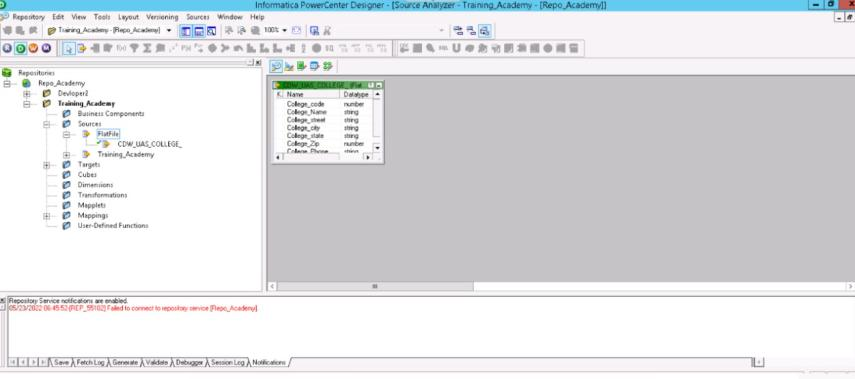 Informatica PowerCenter Designer - [Source Analyzer - Training_Academy - [Repo_Academy]]
Repository Edit View Tools Layout Versioning Sources Window Help
Training_Academy - [Repo_Academy]
100%
Repositories
Repo_Academy
Devloper2
Training_Academy
Business Components
Sources
FlatFile
CDW_UAS_COLLEGE_
Training_Academy
Targets
Cubes
Dimensions
Transformations
Mapplets
Mappings
User-Defined Functions
CDW_UAS_COLLEGE_ (Flat
K. Name Datatype
College_code number
College_Name string
College_street string
College_city string
College_state string
College_Zip number
College_Phone string
Repository Service notifications are enabled.
05/23/2022 06:45:52 [REP_55102] Failed to connect to repository service [Repo_Academy]
Save Fetch Log Generate Validate Debugger Session Log Notifications